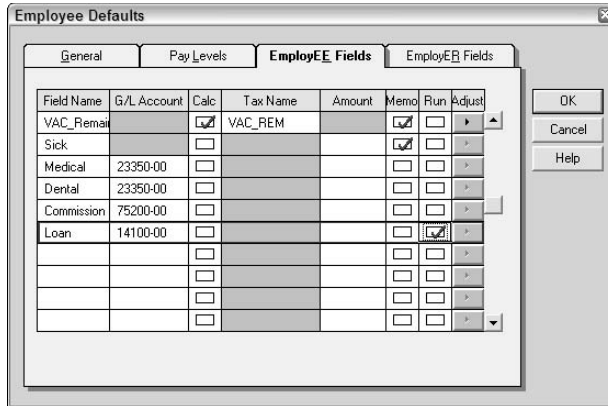 Employee Defaults
General Pay Levels EmployEE Fields EmployER Fields
Field Name G/L Account Calc Tax Name Amount Memo Run Adjust
VAC_Remai VAC_REM
Sick
Medical 23350-00
Dental 23350-00
Commission 75200-00
Loan 14100-00
OK
Cancel
Help